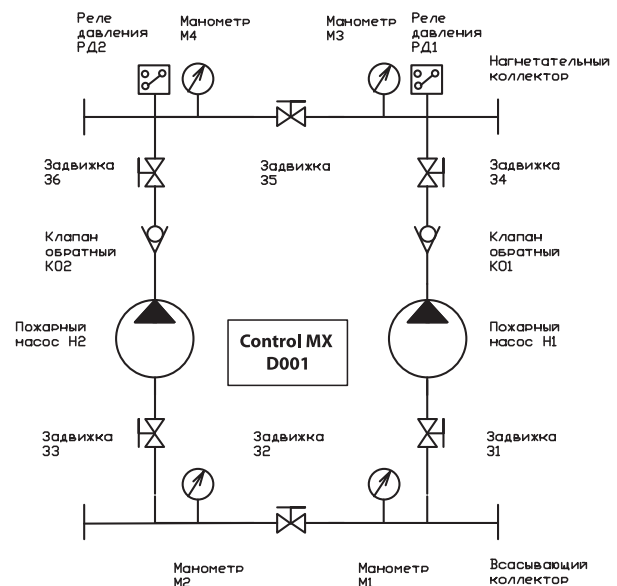 Реле
давления
РД2
Манометр
М4
Манометр
М3
Реле
давления
РД1
Нагнетательный
коллектор
Задвижка
З6
Задвижка
З5
Задвижка
З4
Клапан
обратный
КО2
Клапан
обратный
КО1
Пожарный
насос Н2
Control MX
D001
Пожарный
насос Н1
Задвижка
З3
Задвижка
З2
Задвижка
З1
Манометр
М2
Манометр
М1
Всасывающий
коллектор